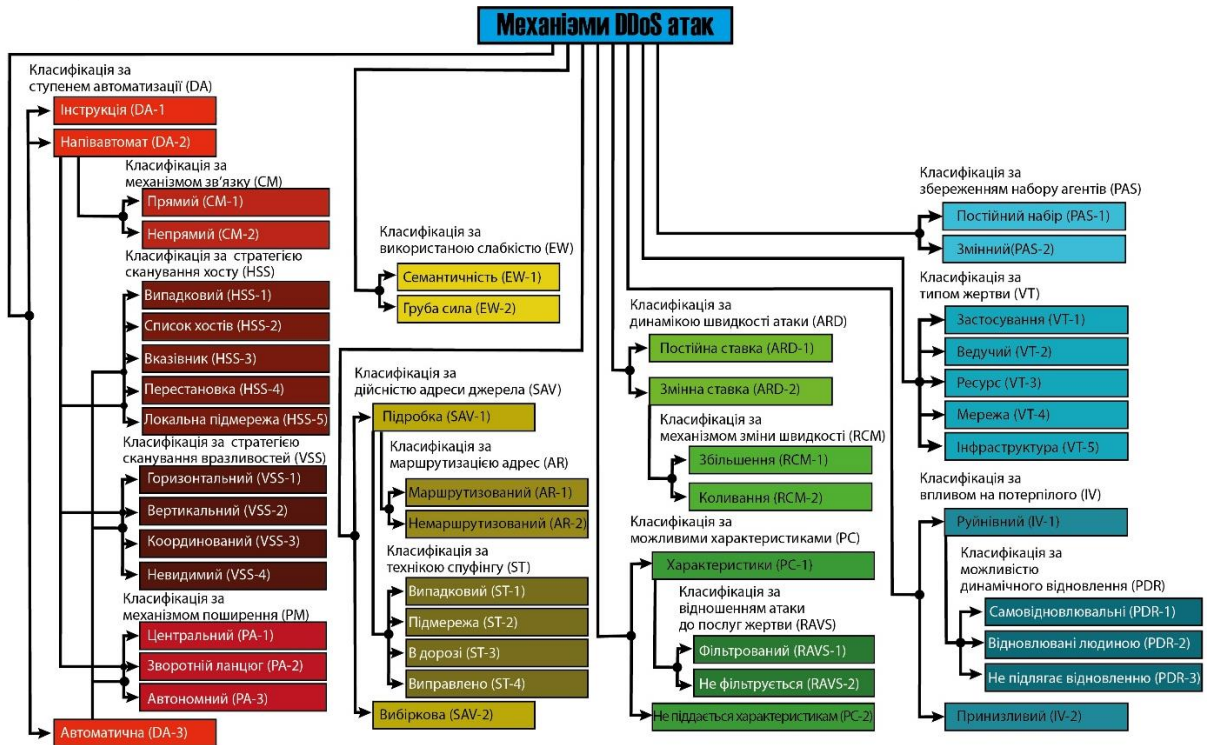 Механізми DDoS атак
Класифікація за
ступенем автоматизації (DA)
Інструкція (DA-1
Напівавтомат (DA-2)
Класифікація за
механізмом зв'язку (CM)
Прямий (CM-1)
Непрямий (CM-2)
Класифікація за стратегією
сканування хосту (HSS)
Випадковий (HSS-1)
Список хостів (HSS-2)
Вказівник (HSS-3)
Перестановка (HSS-4)
Локальна підмережа (HSS-5)
Класифікація за стратегією
сканування вразливостей (VSS)
Горизонтальний (VSS-1)
Вертикальний (VSS-2)
Координований (VSS-3)
Невидимий (VSS-4)
Класифікація за
механізмом поширення (PM)
Центральний (PA-1)
Зворотній ланцюг (PA-2)
Автономний (PA-3)
Автоматична (DA-3)
Класифікація за
використаною слабкістю (EW)
Семантичність (EW-1)
Груба сила (EW-2)
Класифікація за
дійсністю адреси джерела (SAV)
Підробка (SAV-1)
Класифікація за
маршрутизацією адрес (AR)
Маршрутизований (AR-1)
Немаршрутизований (AR-2)
Класифікація за
технікою спуфінгу (ST)
Випадковий (ST-1)
Підмережа (ST-2)
В дорозі (ST-3)
Виправлено (ST-4)
Вибіркова (SAV-2)
Класифікація за
динамікою швидкості атаки (ARD)
Постійна ставка (ARD-1)
Змінна ставка (ARD-2)
Класифікація за
механізмом зміни швидкості (RCM)
Збільшення (RCM-1)
Коливання (RCM-2)
Класифікація за
можливими характеристиками (PC)
Характеристики (PC-1)
Класифікація за
відношенням атаки
до послуг жертви (RAVS)
Фільтрований (RAVS-1)
Не фільтрується (RAVS-2)
Не піддається характеристикам (PC-2)
Класифікація за
збереженням набору агентів (PAS)
Постійний набір (PAS-1)
Змінний(PAS-2)
Класифікація за
типом жертви (VT)
Застосування (VT-1)
Ведучий (VT-2)
Ресурс (VT-3)
Мережа (VT-4)
Інфраструктура (VT-5)
Класифікація за
впливом на потерпілого (IV)
Руйнівний (IV-1)
Класифікація за
можливістю
динамічного відновлення (PDR)
Самовідновлювальні (PDR-1)
Відновлювані людиною (PDR-2)
Не підлягає відновленню (PDR-3)
Принизливий (IV-2)